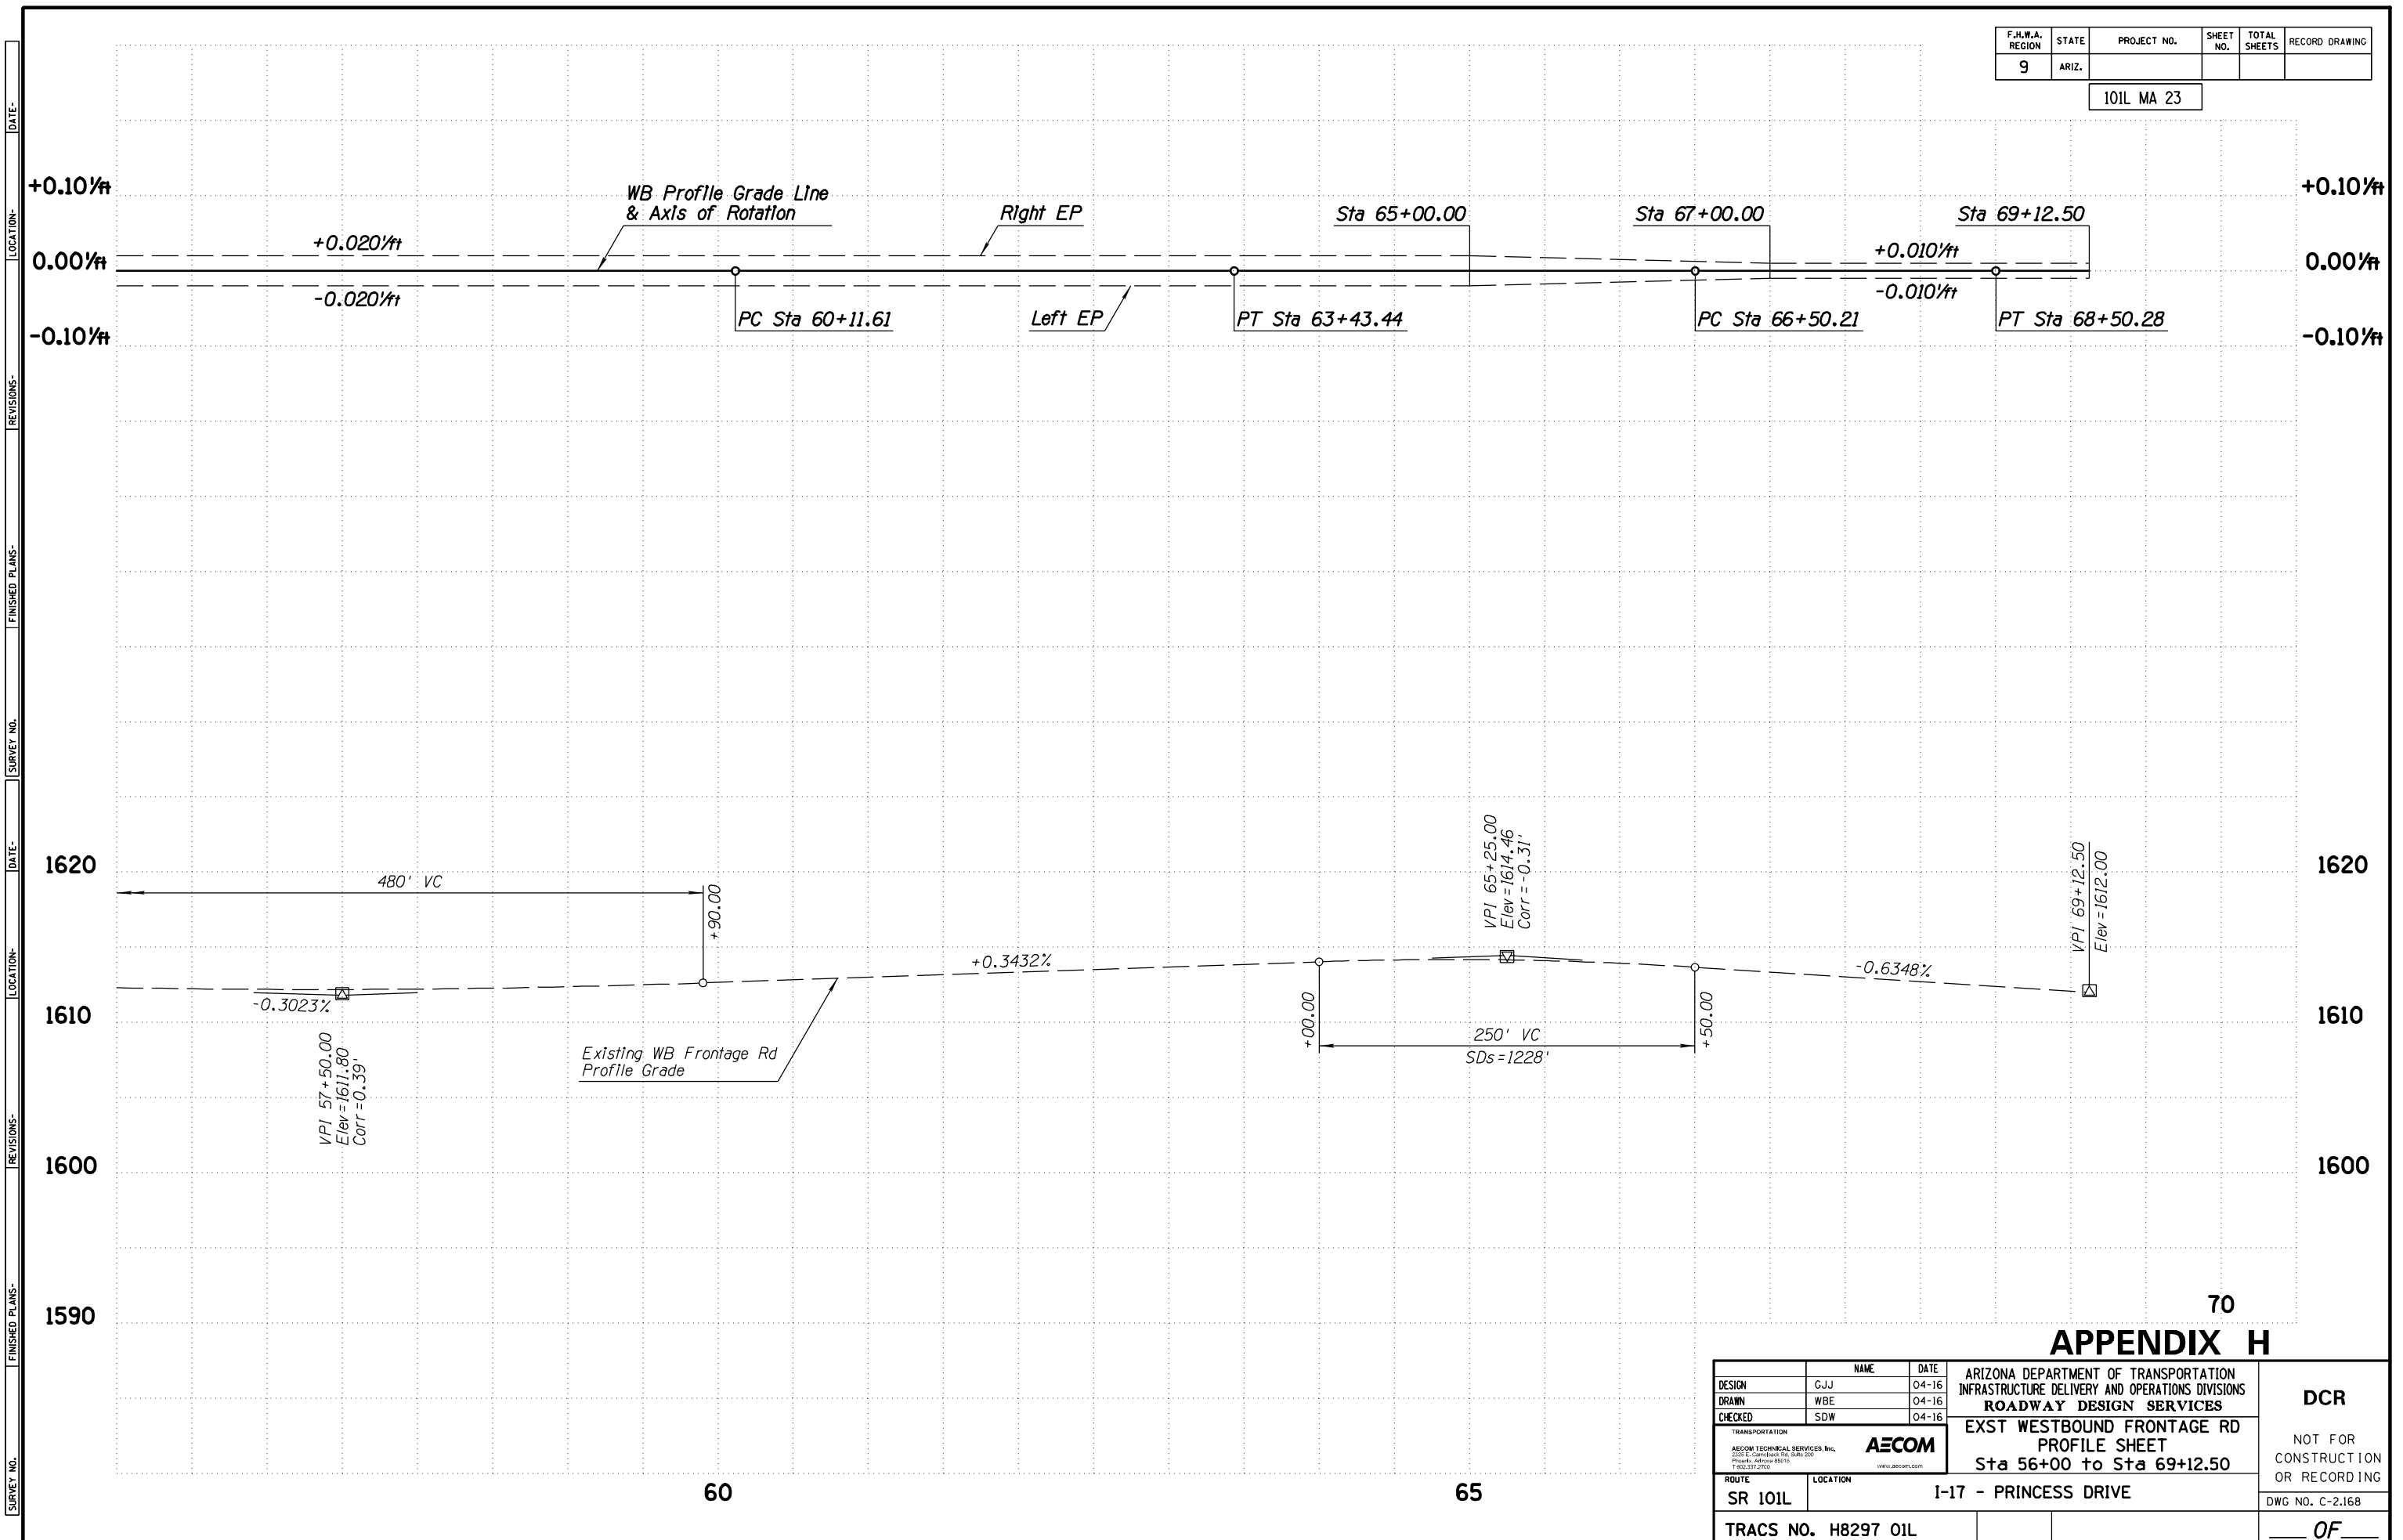 F.H.W.A. REGION
STATE
PROJECT NO.
SHEET NO.
TOTAL SHEETS
RECORD DRAWING
9
ARIZ.
101L MA 23
+0.10'/ft
0.00'/ft
-0.10'/ft
+0.10'/ft
0.00'/ft
-0.10'/ft
WB Profile Grade Line
& Axis of Rotation
Right EP
Sta 65+00.00
Sta 67+00.00
Sta 69+12.50
+0.020'/ft
+0.010'/ft
-0.020'/ft
-0.010'/ft
PC Sta 60+11.61
Left EP
PT Sta 63+43.44
PC Sta 66+50.21
PT Sta 68+50.28
1620
1620
480' VC
+90.00
VPI 65+25.00
Elev=1614.46
Corr=-0.31'
VPI 69+12.50
Elev=1612.00
+0.3432%
-0.6348%
-0.3023%
1610
1610
VPI 57+50.00
Elev=1611.80
Corr=0.39'
Existing WB Frontage Rd
Profile Grade
+00.00
250' VC
SDs=1228'
+50.00
1600
1600
1590
70
60
65
APPENDIX H
NAME
DATE
DESIGN GJJ 04-16
DRAWN WBE 04-16
CHECKED SDW 04-16
ARIZONA DEPARTMENT OF TRANSPORTATION
INFRASTRUCTURE DELIVERY AND OPERATIONS DIVISIONS
ROADWAY DESIGN SERVICES
DCR
TRANSPORTATION
AECOM TECHNICAL SERVICES, Inc.
AECOM
www.aecom.com
EXST WESTBOUND FRONTAGE RD
PROFILE SHEET
Sta 56+00 to Sta 69+12.50
NOT FOR
CONSTRUCTION
OR RECORDING
ROUTE
SR 101L
LOCATION
I-17 - PRINCESS DRIVE
DWG NO. C-2.168
TRACS NO. H8297 01L
OF
DATE-
LOCATION-
REVISIONS-
FINISHED PLANS-
SURVEY NO.
DATE-
LOCATION-
REVISIONS-
FINISHED PLANS-
SURVEY NO.